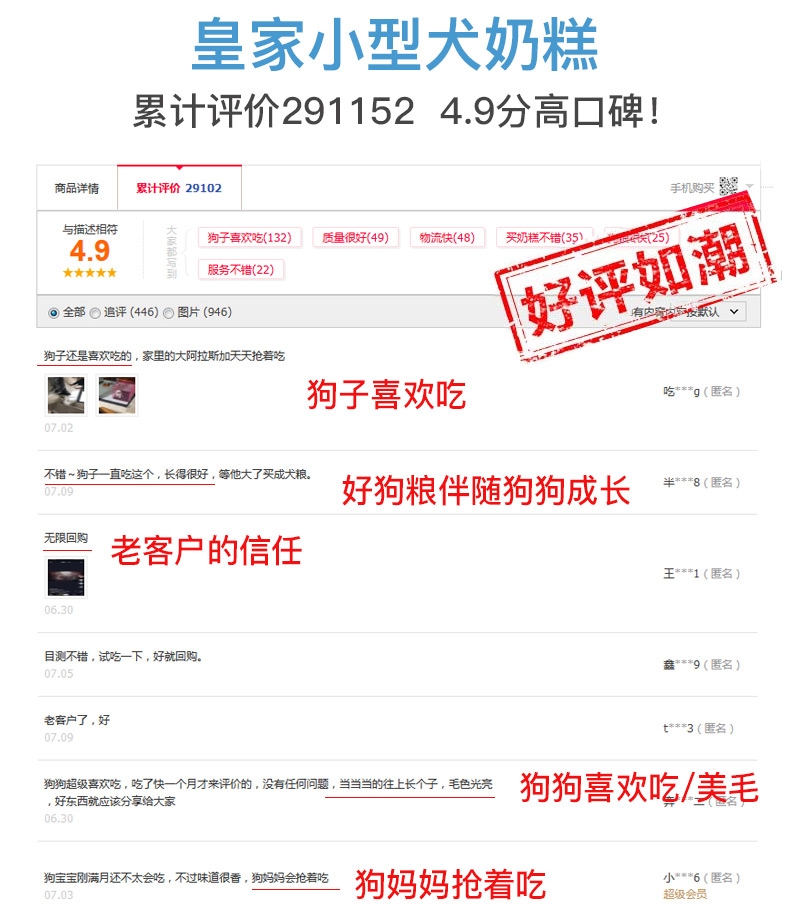 皇家小型犬奶糕
累计评价291152 4.9分高口碑！
商品详情
累计评价 29102
手机购买
与描述相符
4.9
大家都写到
狗子喜欢吃(132)
质量很好(49)
物流快(48)
买奶糕不错(35)
(25)
服务不错(22)
好评如潮
全部 追评 (446) 图片 (946)
有内容 按默认
狗子还是喜欢吃的，家里的大阿拉斯加天天抢着吃
狗子喜欢吃
吃***g（匿名）
07.02
不错～狗子一直吃这个，长得很好，等他大了买成犬粮。
好狗粮伴随狗狗成长
半***8（匿名）
07.09
无限回购
老客户的信任
王***1（匿名）
06.30
目测不错，试吃一下，好就回购。
鑫***9（匿名）
07.05
老客户了，好
t***3（匿名）
07.09
狗狗超级喜欢吃，吃了快一个月才来评价的，没有任何问题，当当当的往上长个子，毛色光亮
，好东西就应该分享给大家
狗狗喜欢吃/美毛
（匿名）
06.30
狗宝宝刚满月还不太会吃，不过味道很香，狗妈妈会抢着吃
狗妈妈抢着吃
小***6（匿名）
超级会员
07.03